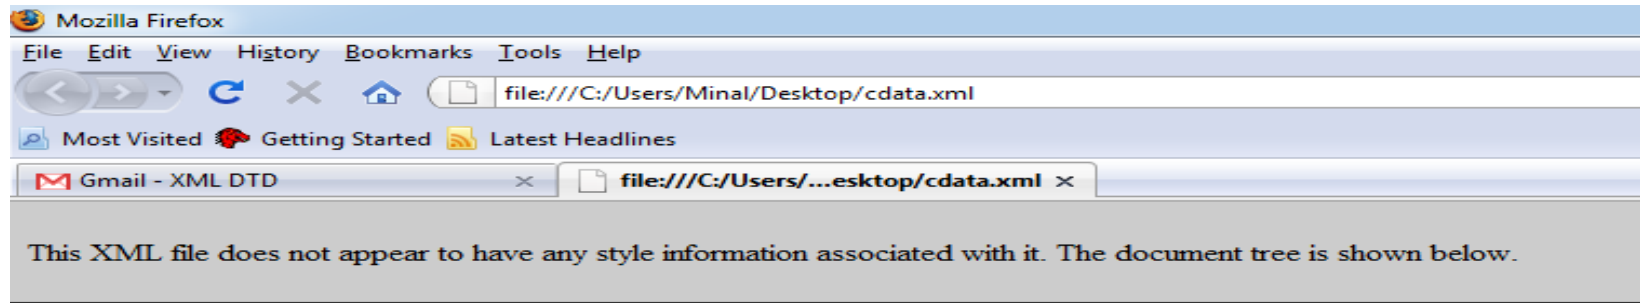 Mozilla Firefox
File Edit View History Bookmarks Tools Help
file:///C:/Users/Minal/Desktop/cdata.xml
Most Visited Getting Started Latest Headlines
Gmail - XML DTD file:///C:/Users/...esktop/cdata.xml
This XML file does not appear to have any style information associated with it. The document tree is shown below.